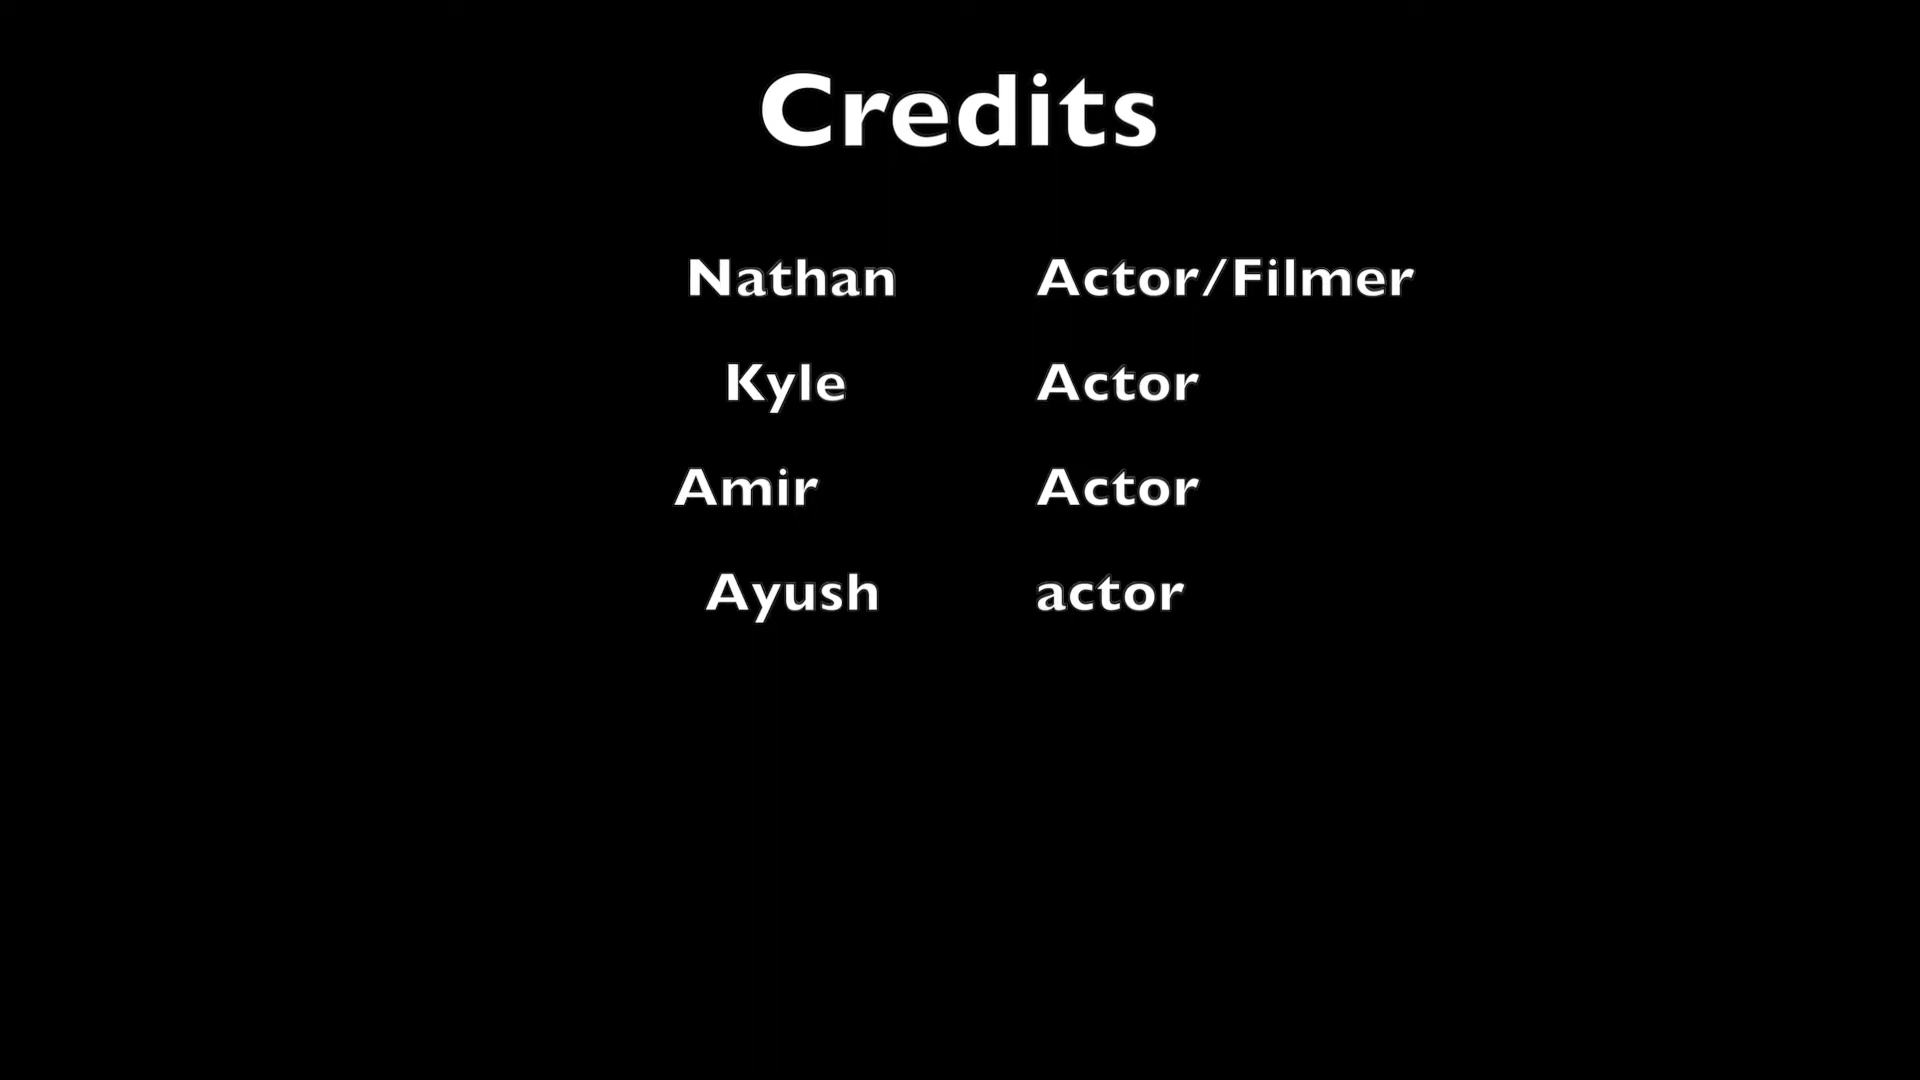 Credits
Nathan Actor/Filmer
Kyle Actor
Amir Actor
Ayush actor